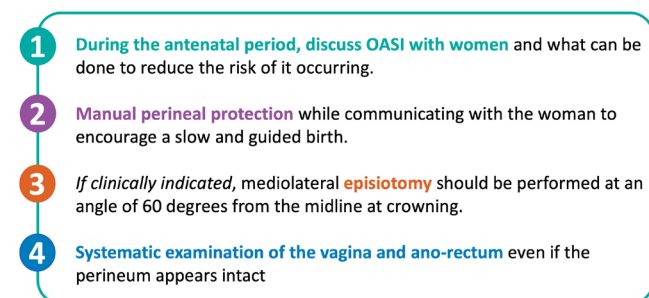 1
During the antenatal period, discuss OASI with women and what can be
done to reduce the risk of it occurring.
2
Manual perineal protection while communicating with the woman to
encourage a slow and guided birth.
3
If clinically indicated, mediolateral episiotomy should be performed at an
angle of 60 degrees from the midline at crowning.
4
Systematic examination of the vagina and ano-rectum even if the
perineum appears intact